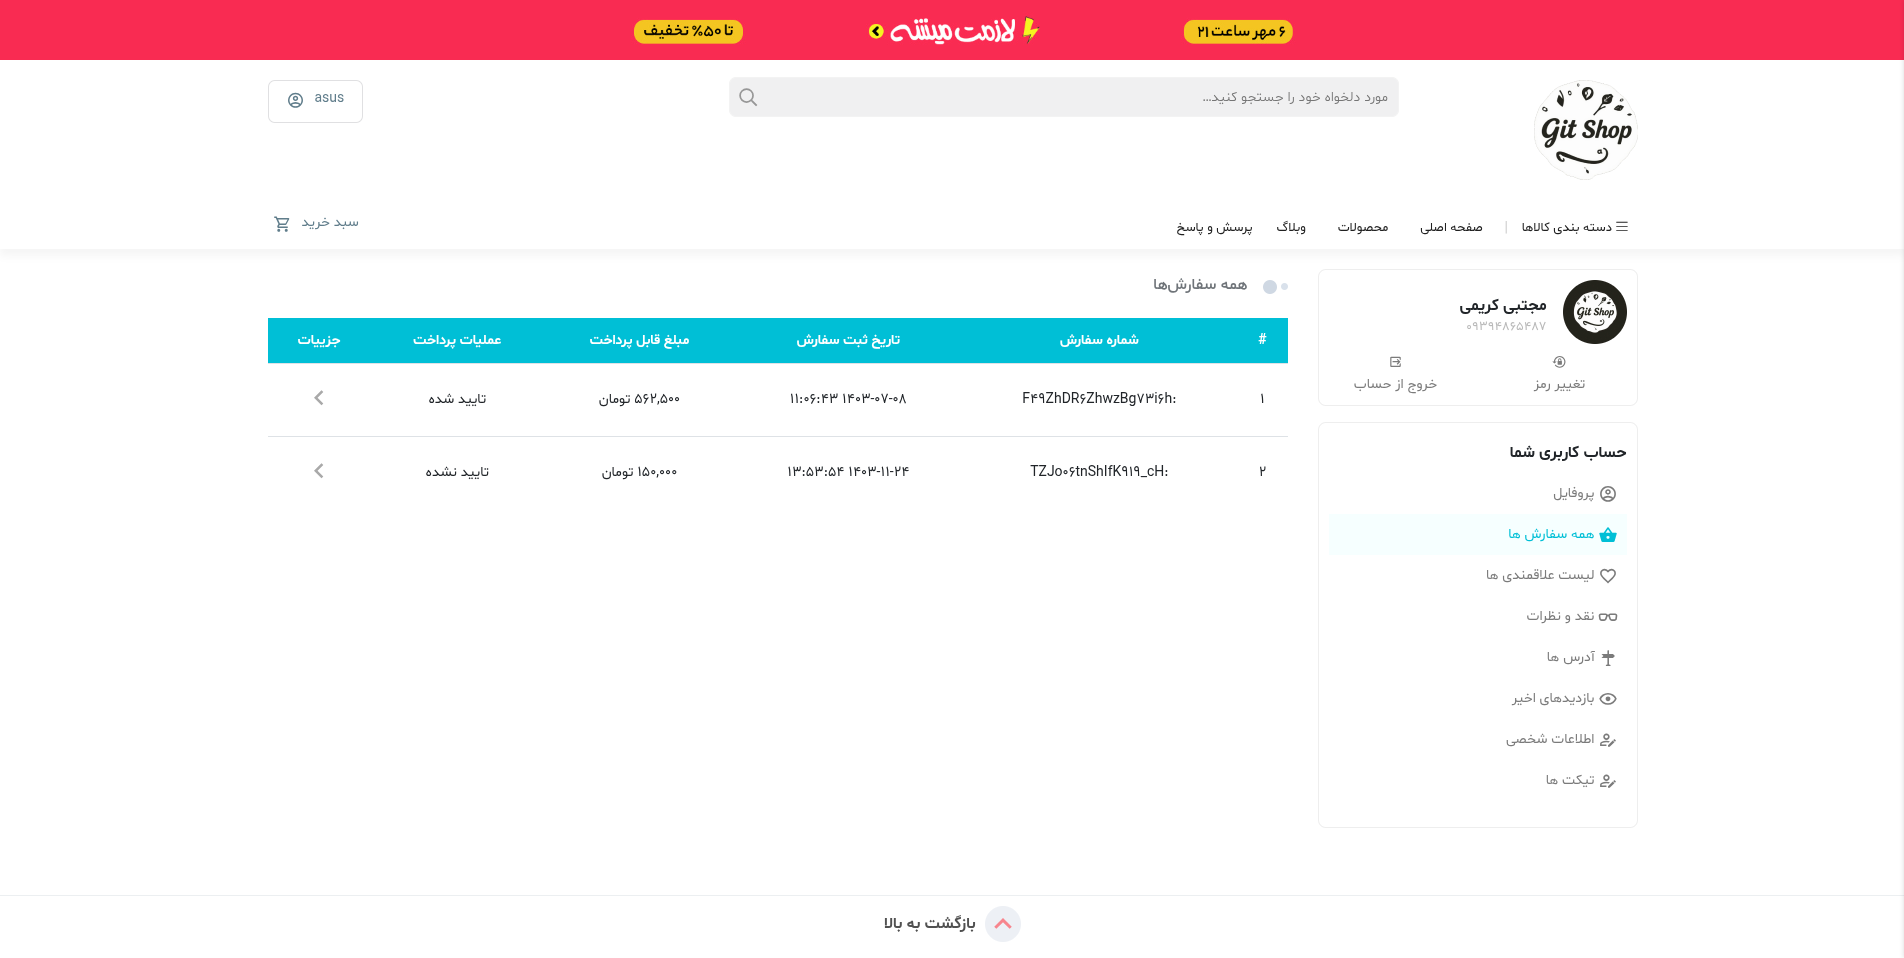 ۶ مهر ساعت ۲۱
لازمت میشه
تا ۵۰% تخفیف
Git Shop
مورد دلخواه خود را جستجو کنید...
asus
دسته بندی کالاها | صفحه اصلی محصولات وبلاگ پرسش و پاسخ
سبد خرید
Git Shop
مجتبی کریمی
۰۹۳۹۴۸۶۵۴۸۷
تغییر رمز
خروج از حساب
حساب کاربری شما
پروفایل
همه سفارش ها
لیست علاقمندی ها
نقد و نظرات
آدرس ها
بازدیدهای اخیر
اطلاعات شخصی
تیکت ها
همه سفارش‌ها
# شماره سفارش تاریخ ثبت سفارش مبلغ قابل پرداخت عملیات پرداخت جزییات
۱ F۴۹ZhDR۶ZhwzBg۷۳i۶h: ۱۴۰۳-۰۷-۰۸ ۱۱:۰۶:۴۳ ۵۶۲,۵۰۰ تومان تایید شده
۲ TZJo۰۶tnShIfK۹۱۹_cH: ۱۴۰۳-۱۱-۲۴ ۱۳:۵۳:۵۴ ۱۵۰,۰۰۰ تومان تایید نشده
بازگشت به بالا